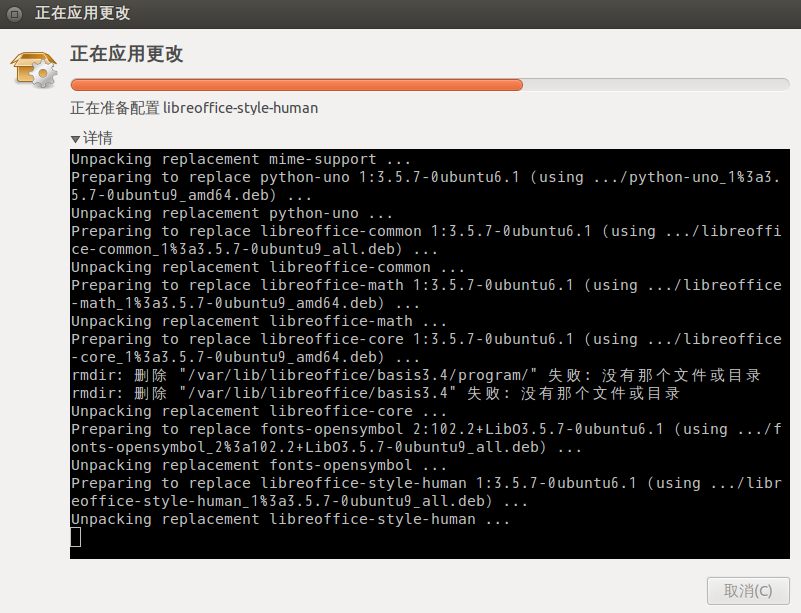 正在应用更改
正在应用更改
正在准备配置 libreoffice-style-human
详情
Unpacking replacement mime-support ...
Preparing to replace python-uno 1:3.5.7-0ubuntu6.1 (using .../python-uno_1%3a3.
5.7-0ubuntu9_amd64.deb) ...
Unpacking replacement python-uno ...
Preparing to replace libreoffice-common 1:3.5.7-0ubuntu6.1 (using .../libreoffi
ce-common_1%3a3.5.7-0ubuntu9_all.deb) ...
Unpacking replacement libreoffice-common ...
Preparing to replace libreoffice-math 1:3.5.7-0ubuntu6.1 (using .../libreoffice
-math_1%3a3.5.7-0ubuntu9_amd64.deb) ...
Unpacking replacement libreoffice-math ...
Preparing to replace libreoffice-core 1:3.5.7-0ubuntu6.1 (using .../libreoffice
-core_1%3a3.5.7-0ubuntu9_amd64.deb) ...
rmdir: 删除 "/var/lib/libreoffice/basis3.4/program/" 失败: 没有那个文件或目录
rmdir: 删除 "/var/lib/libreoffice/basis3.4" 失败: 没有那个文件或目录
Unpacking replacement libreoffice-core ...
Preparing to replace fonts-opensymbol 2:102.2+LibO3.5.7-0ubuntu6.1 (using .../f
onts-opensymbol_2%3a102.2+LibO3.5.7-0ubuntu9_all.deb) ...
Unpacking replacement fonts-opensymbol ...
Preparing to replace libreoffice-style-human 1:3.5.7-0ubuntu6.1 (using .../libr
eoffice-style-human_1%3a3.5.7-0ubuntu9_all.deb) ...
Unpacking replacement libreoffice-style-human ...
取消(C)